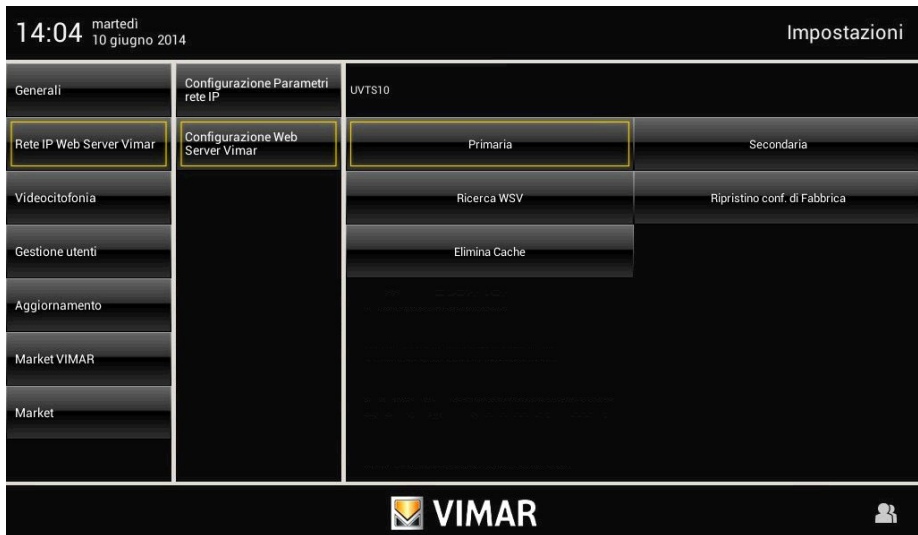 14:04
martedì
10 giugno 2014
Impostazioni
Generali
Rete IP Web Server Vimar
Videocitofonia
Gestione utenti
Aggiornamento
Market VIMAR
Market
Configurazione Parametri
rete IP
Configurazione Web
Server Vimar
UVTS10
Primaria
Secondaria
Ricerca WSV
Ripristino conf. di Fabbrica
Elimina Cache
VIMAR